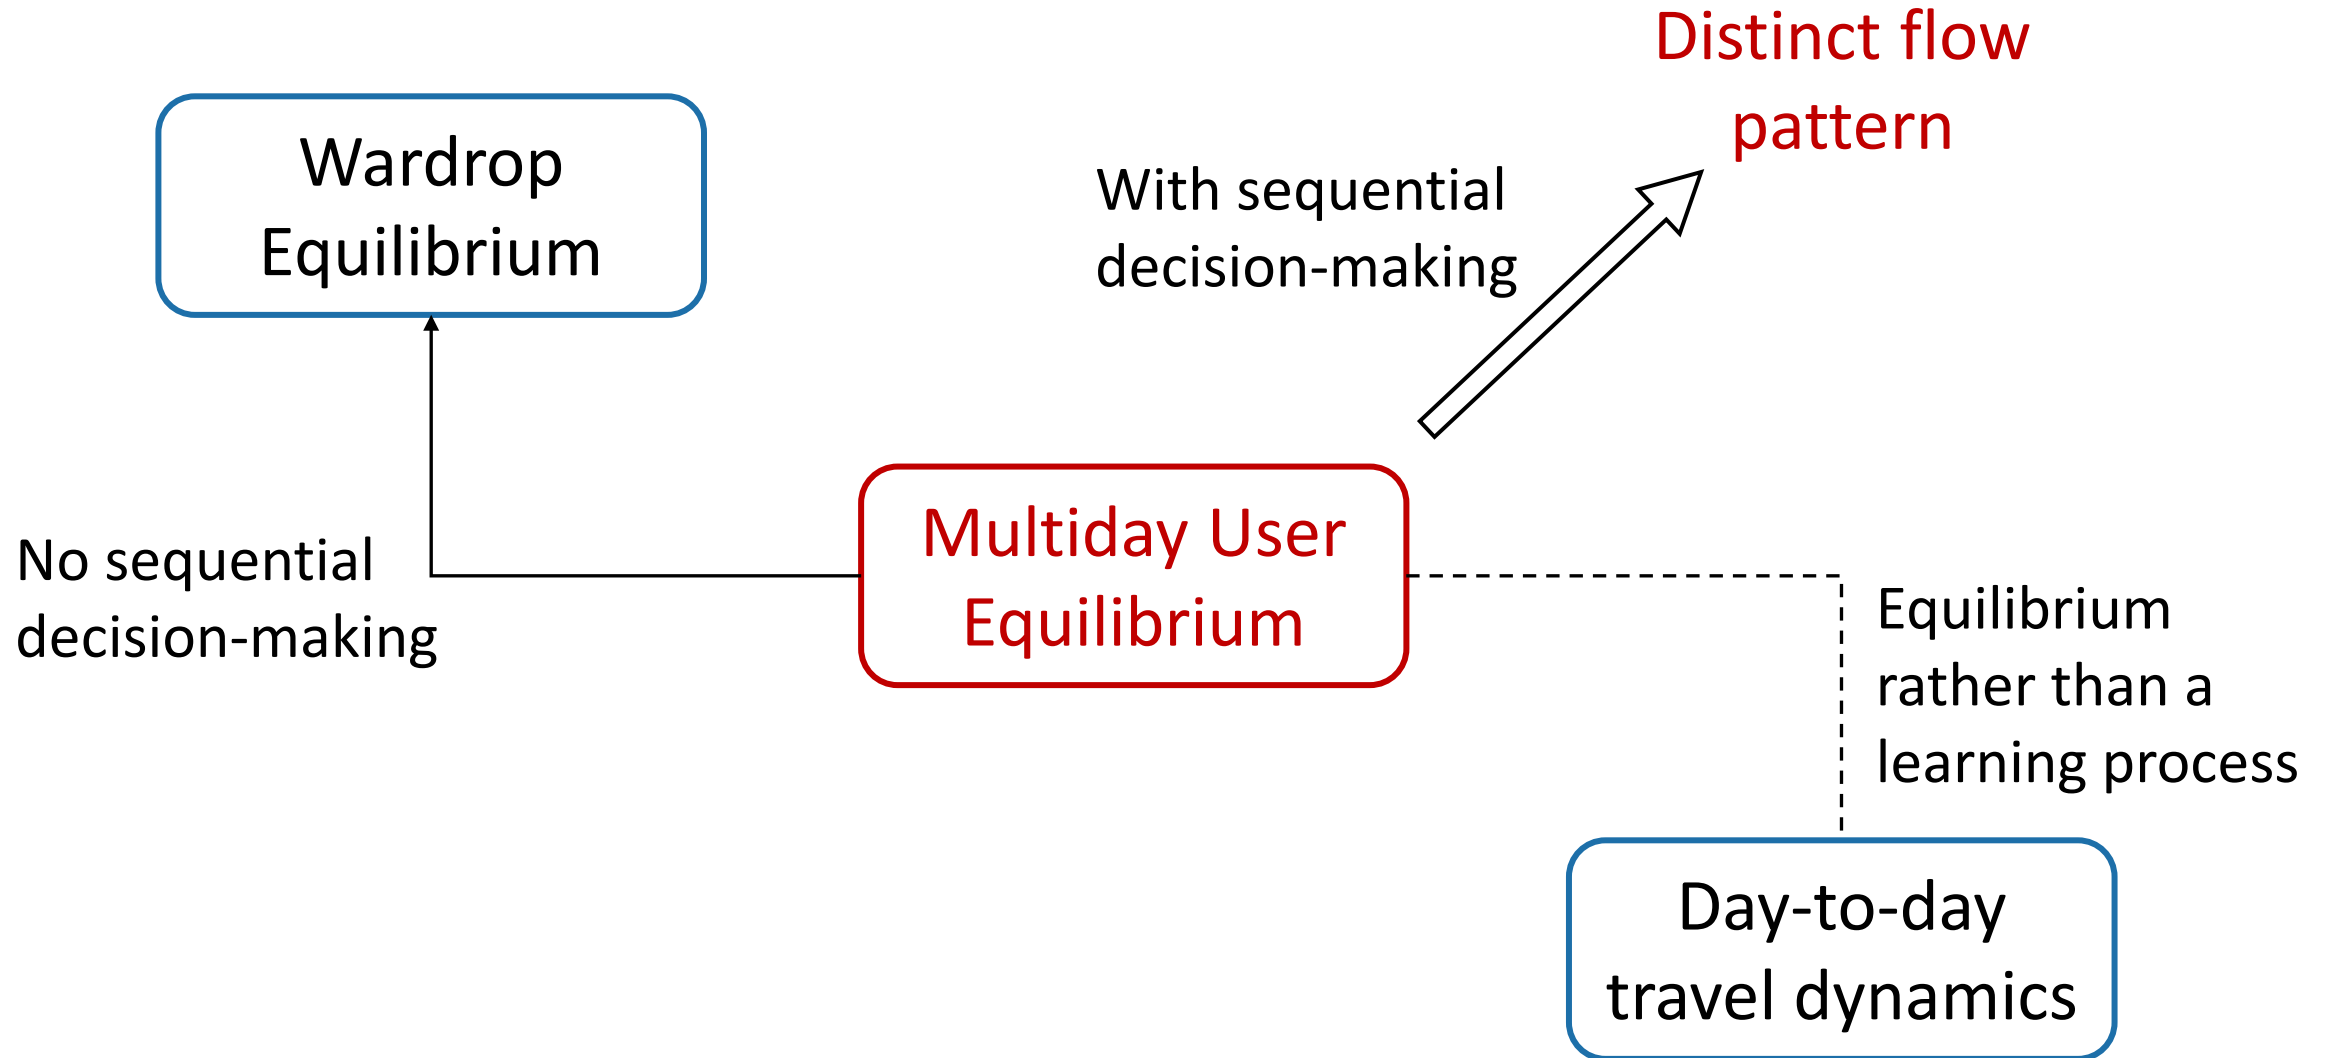 Distinct flow
pattern
Wardrop
Equilibrium
With sequential
decision-making
No sequential
decision-making
Multiday User
Equilibrium
Equilibrium
rather than a
learning process
Day-to-day
travel dynamics